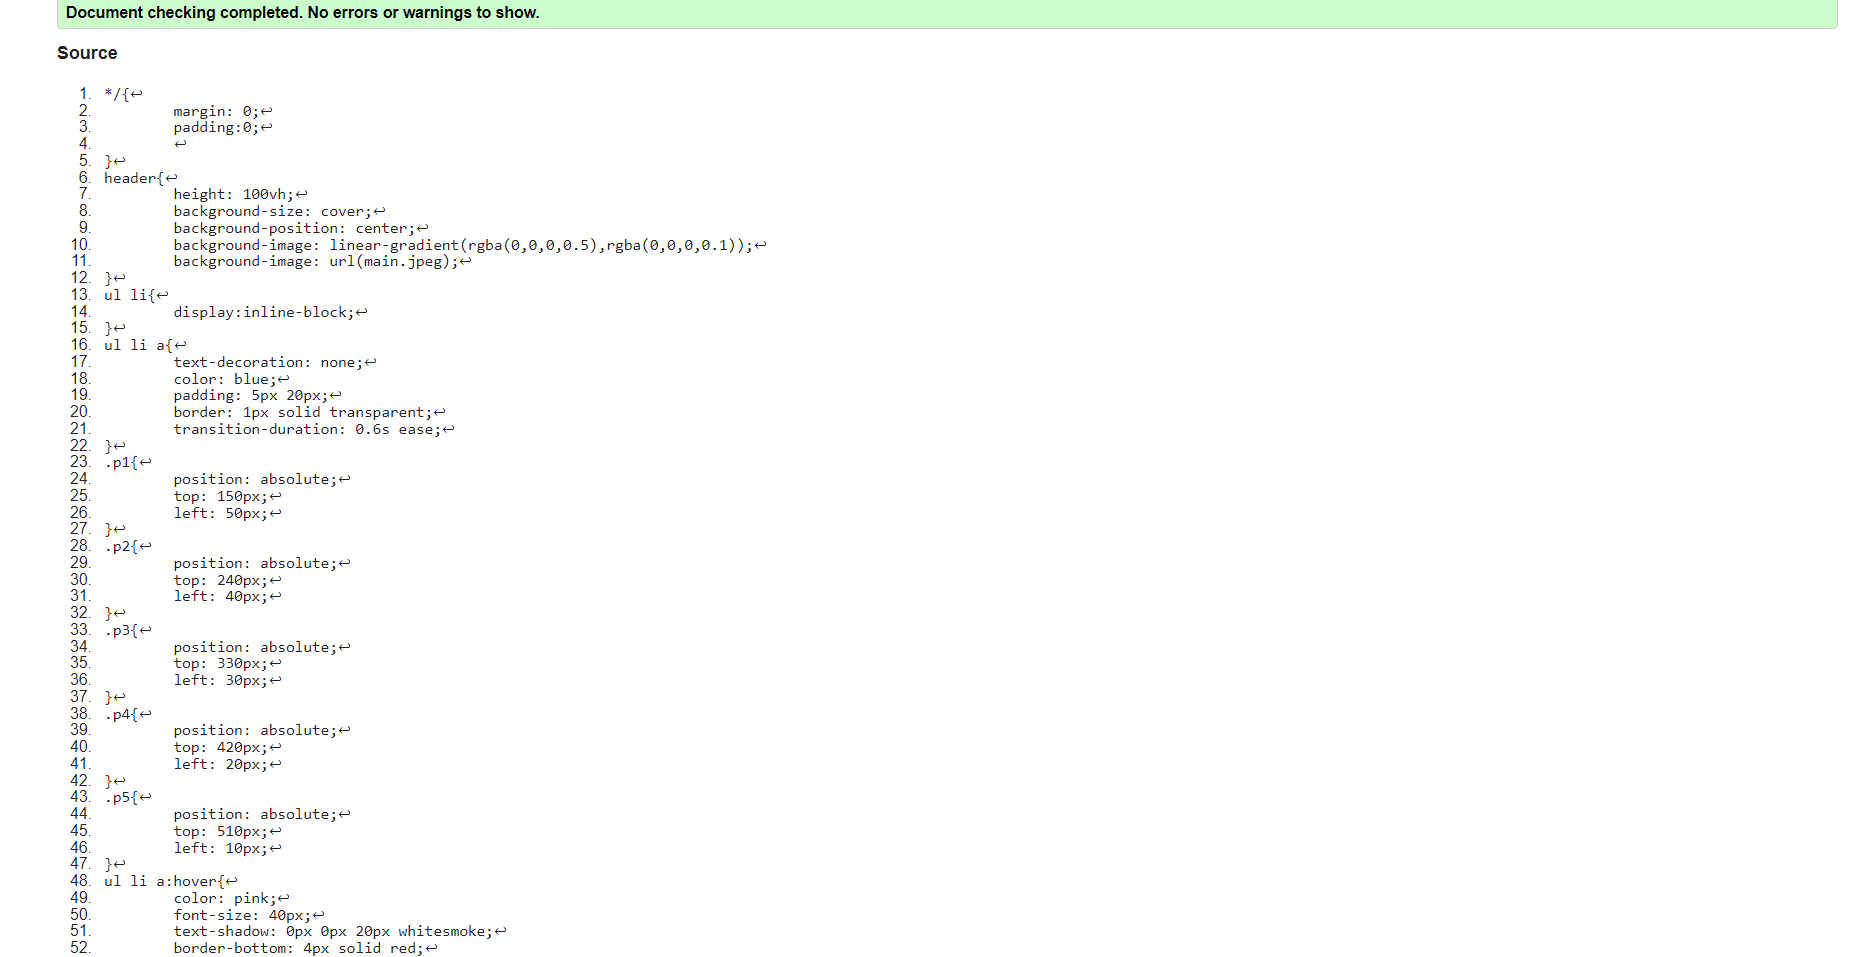 Document checking completed. No errors or warnings to show.
Source
1. */{↩
2. margin: 0;↩
3. padding:0;↩
4. ↩
5. }↩
6. header{↩
7. height: 100vh;↩
8. background-size: cover;↩
9. background-position: center;↩
10. background-image: linear-gradient(rgba(0,0,0,0.5),rgba(0,0,0,0.1));↩
11. background-image: url(main.jpeg);↩
12. }↩
13. ul li{↩
14. display:inline-block;↩
15. }↩
16. ul li a{↩
17. text-decoration: none;↩
18. color: blue;↩
19. padding: 5px 20px;↩
20. border: 1px solid transparent;↩
21. transition-duration: 0.6s ease;↩
22. }↩
23. .p1{↩
24. position: absolute;↩
25. top: 150px;↩
26. left: 50px;↩
27. }↩
28. .p2{↩
29. position: absolute;↩
30. top: 240px;↩
31. left: 40px;↩
32. }↩
33. .p3{↩
34. position: absolute;↩
35. top: 330px;↩
36. left: 30px;↩
37. }↩
38. .p4{↩
39. position: absolute;↩
40. top: 420px;↩
41. left: 20px;↩
42. }↩
43. .p5{↩
44. position: absolute;↩
45. top: 510px;↩
46. left: 10px;↩
47. }↩
48. ul li a:hover{↩
49. color: pink;↩
50. font-size: 40px;↩
51. text-shadow: 0px 0px 20px whitesmoke;↩
52. border-bottom: 4px solid red;↩